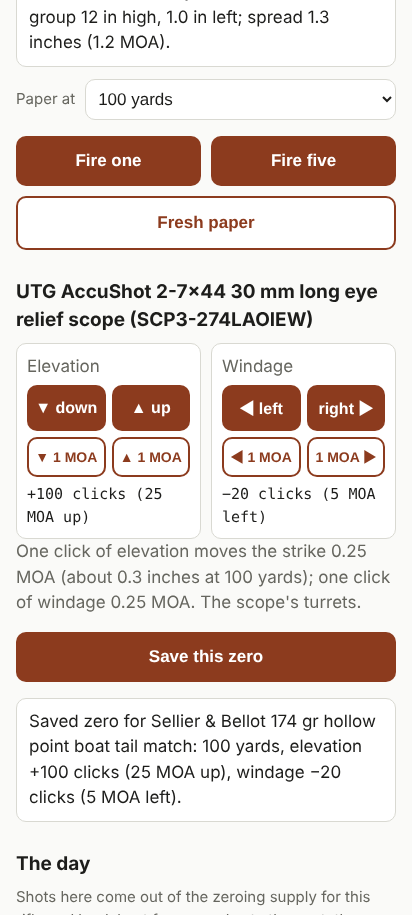 group 12 in high, 1.0 in left; spread 1.3
inches (1.2 MOA).
Paper at 100 yards
Fire one Fire five
Fresh paper
UTG AccuShot 2-7×44 30 mm long eye
relief scope (SCP3-274LAOIEW)
Elevation
▼ down ▲ up
▼ 1 MOA ▲ 1 MOA
+100 clicks (25
MOA up)
Windage
◀ left right ▶
◀ 1 MOA 1 MOA ▶
−20 clicks (5 MOA
left)
One click of elevation moves the strike 0.25
MOA (about 0.3 inches at 100 yards); one click
of windage 0.25 MOA. The scope's turrets.
Save this zero
Saved zero for Sellier & Bellot 174 gr hollow
point boat tail match: 100 yards, elevation
+100 clicks (25 MOA up), windage −20
clicks (5 MOA left).
The day
Shots here come out of the zeroing supply for this